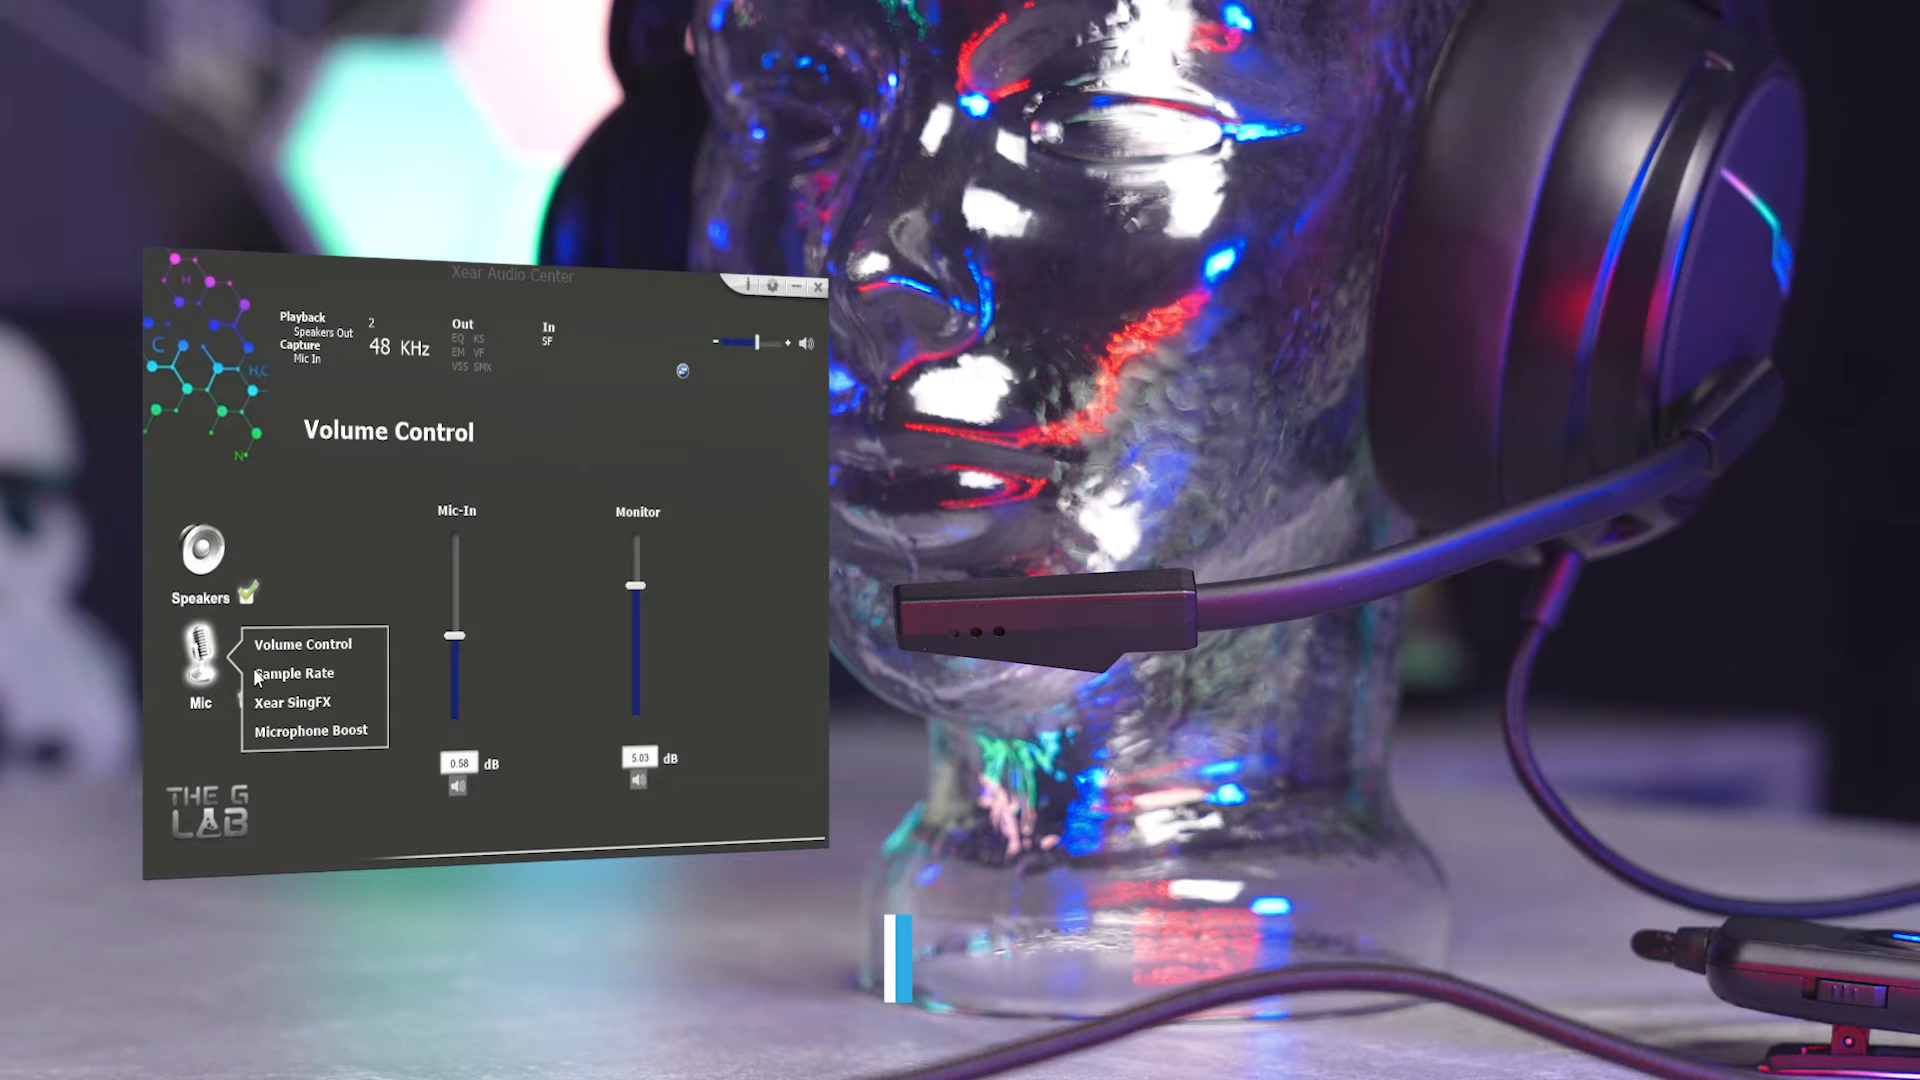 Xear Audio Center
Playback
Speakers Out
Capture
Mic In
2
48 KHz
Out
EQ KS
EM VF
VSS SMX
In
SF
- +
Volume Control
Mic-In
Monitor
Speakers
Mic
Volume Control
Sample Rate
Xear SingFX
Microphone Boost
0.58 dB
5.03 dB
THE G
LAB
H
C
H,C
N